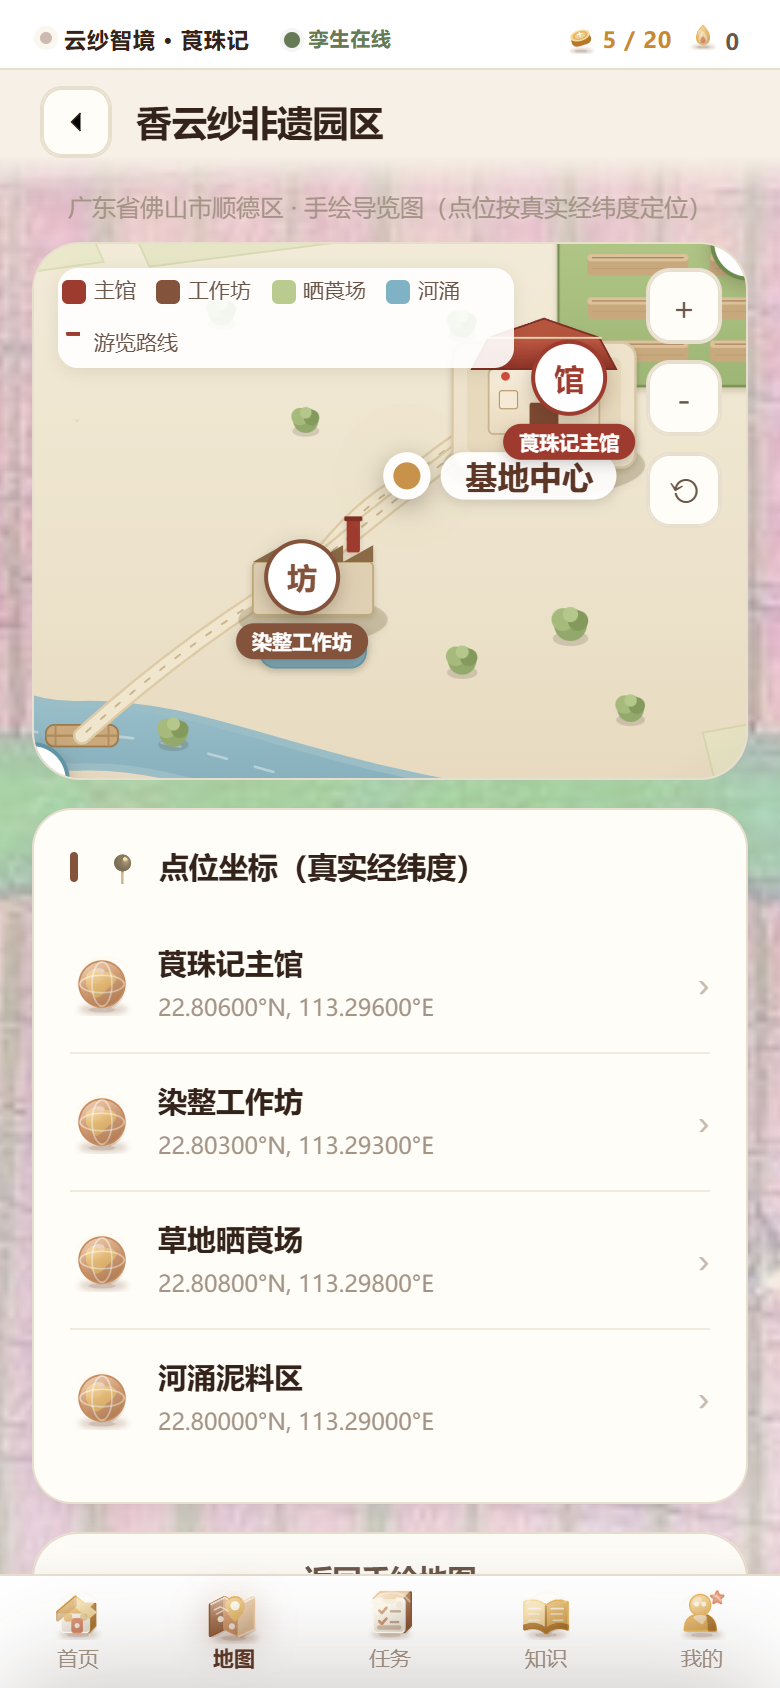 云纱智境·莨珠记 孪生在线 5 / 20 0
香云纱非遗园区
广东省佛山市顺德区 · 手绘导览图（点位按真实经纬度定位）
主馆 工作坊 晒莨场 河涌
游览路线
+
馆
-
莨珠记主馆
基地中心
坊
染整工作坊
点位坐标（真实经纬度）
莨珠记主馆
22.80600°N, 113.29600°E
染整工作坊
22.80300°N, 113.29300°E
草地晒莨场
22.80800°N, 113.29800°E
河涌泥料区
22.80000°N, 113.29000°E
返回手绘地图
首页 地图 任务 知识 我的